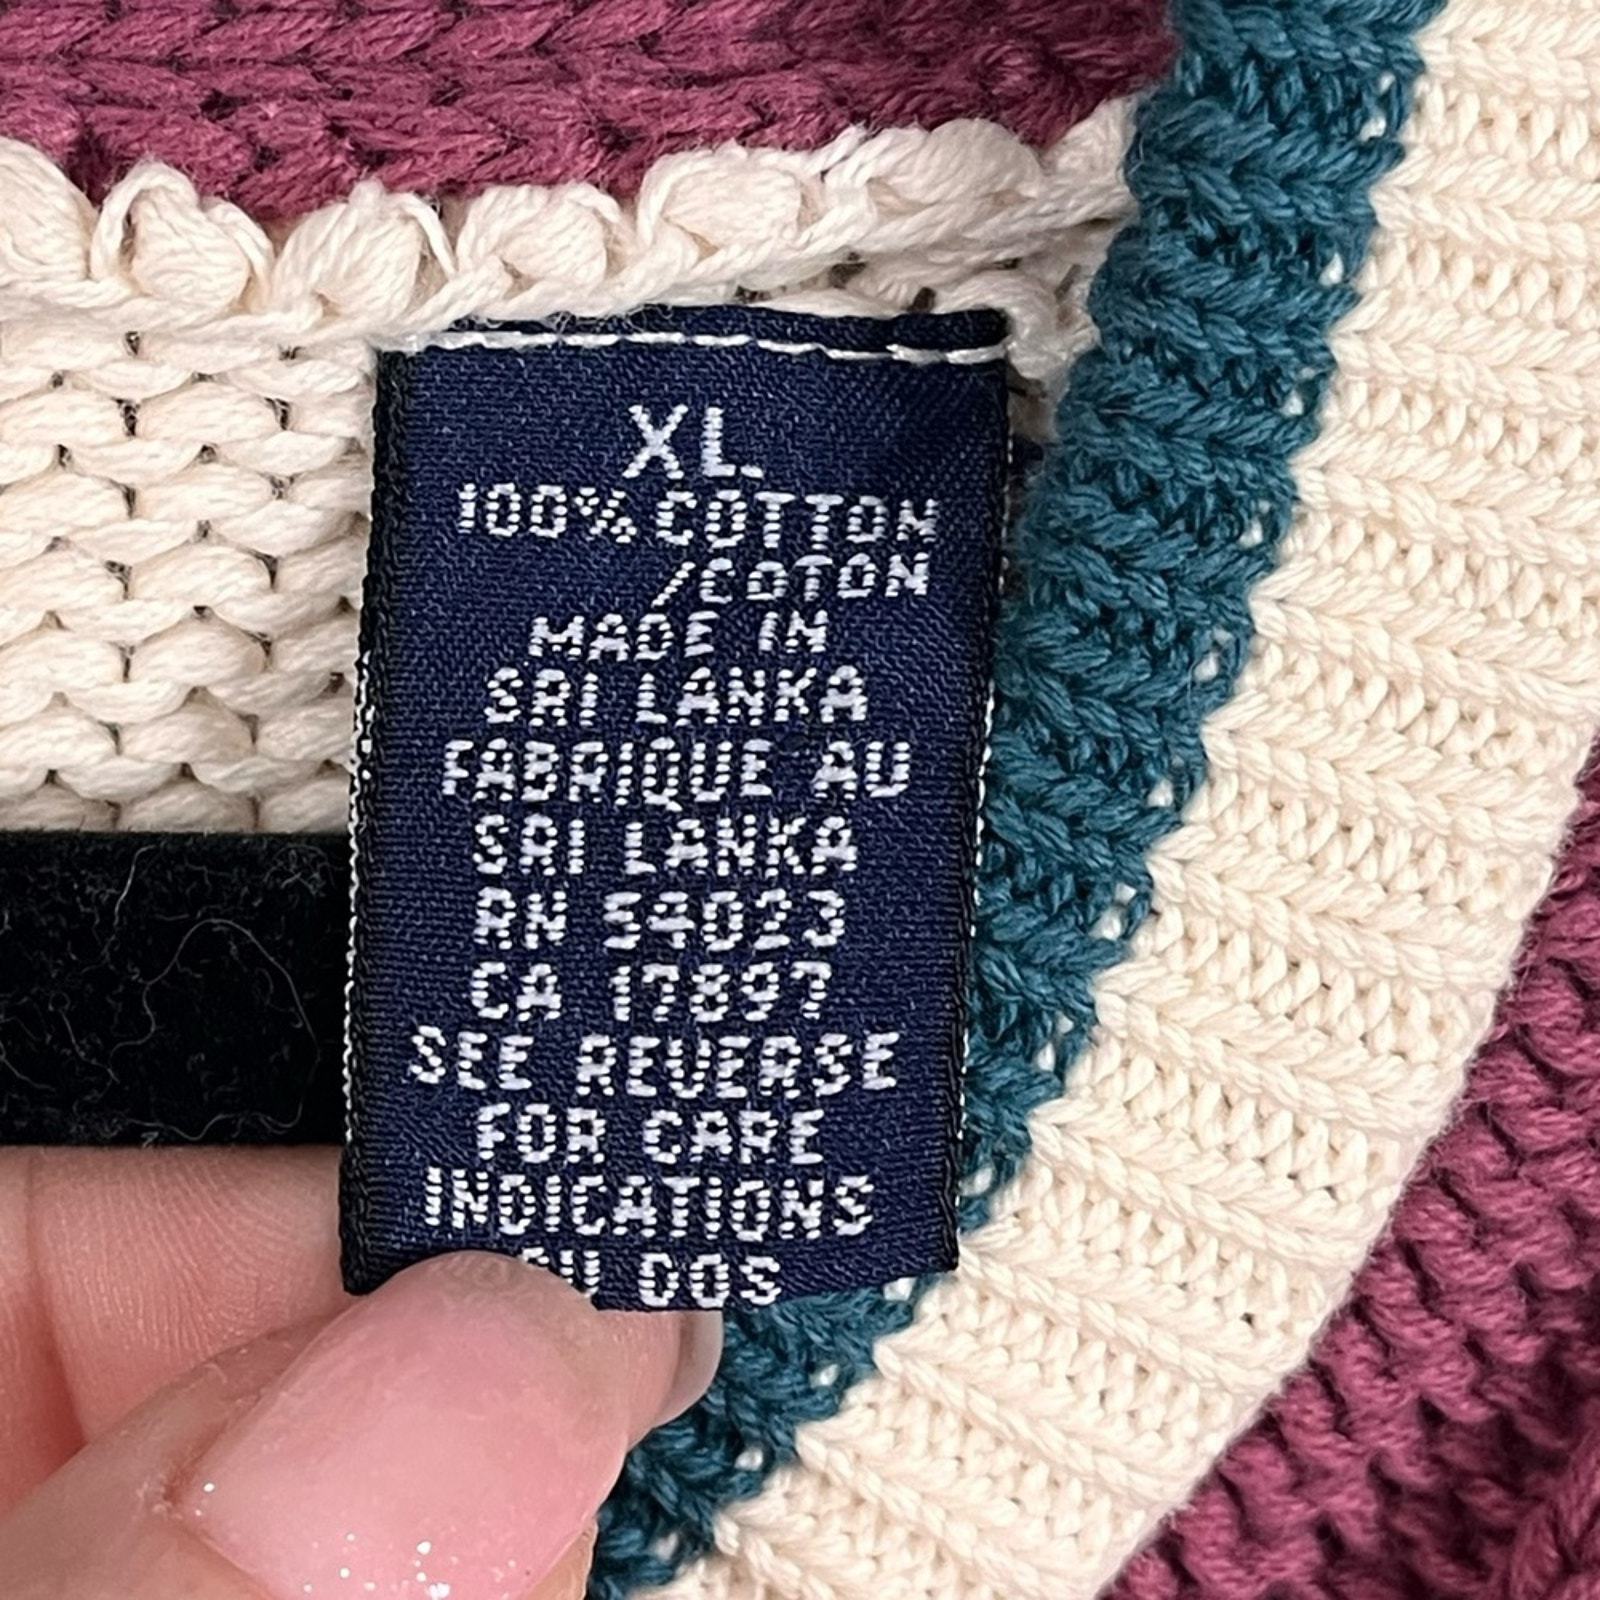 XL
100% COTTON
/COTON
MADE IN
SRI LANKA
FABRIQUE AU
SRI LANKA
RN 54023
CA 17897
SEE REVERSE
FOR CARE
INDICATIONS
DOS